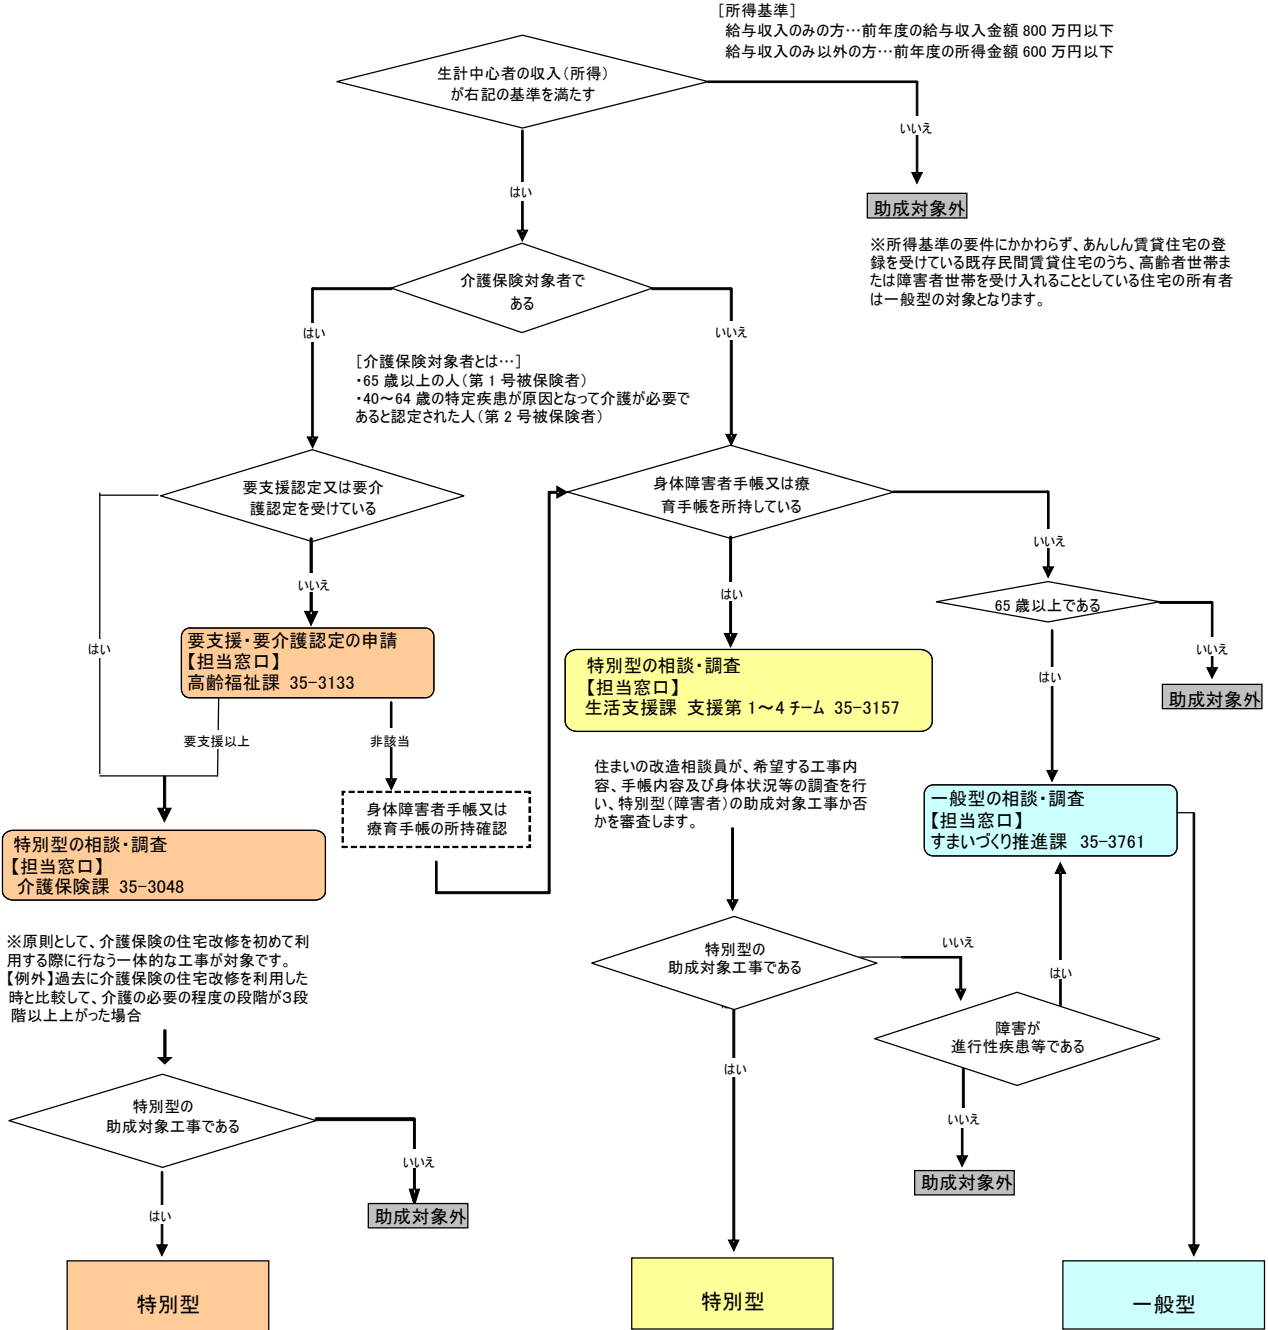 [所得基準]
給与収入のみの方…前年度の給与収入金額 800 万円以下
給与収入のみ以外の方…前年度の所得金額 600 万円以下
生計中心者の収入(所得)
が右記の基準を満たす
いいえ
はい
助成対象外
※所得基準の要件にかかわらず、あんしん賃貸住宅の登
録を受けている既存民間賃貸住宅のうち、高齢者世帯ま
たは障害者世帯を受け入れることとしている住宅の所有者
は一般型の対象となります。
介護保険対象者で
ある
はい
いいえ
[介護保険対象者とは…]
・65 歳以上の人(第 1 号被保険者)
・40～64 歳の特定疾患が原因となって介護が必要で
あると認定された人(第 2 号被保険者)
要支援認定又は要介
護認定を受けている
身体障害者手帳又は療
育手帳を所持している
いいえ
いいえ
はい
はい
65 歳以上である
いいえ
はい
助成対象外
要支援・要介護認定の申請
【担当窓口】
高齢福祉課 35-3133
特別型の相談・調査
【担当窓口】
生活支援課 支援第 1～4 チーム 35-3157
要支援以上
非該当
身体障害者手帳又は
療育手帳の所持確認
住まいの改造相談員が、希望する工事内
容、手帳内容及び身体状況等の調査を行
い、特別型(障害者)の助成対象工事か否
かを審査します。
一般型の相談・調査
【担当窓口】
すまいづくり推進課 35-3761
特別型の相談・調査
【担当窓口】
介護保険課 35-3048
※原則として、介護保険の住宅改修を初めて利
用する際に行なう一体的な工事が対象です。
【例外】過去に介護保険の住宅改修を利用した
時と比較して、介護の必要の程度の段階が3段
階以上上がった場合
特別型の
助成対象工事である
いいえ
はい
障害が
進行性疾患等である
はい
いいえ
助成対象外
特別型の
助成対象工事である
いいえ
はい
助成対象外
特別型
特別型
一般型